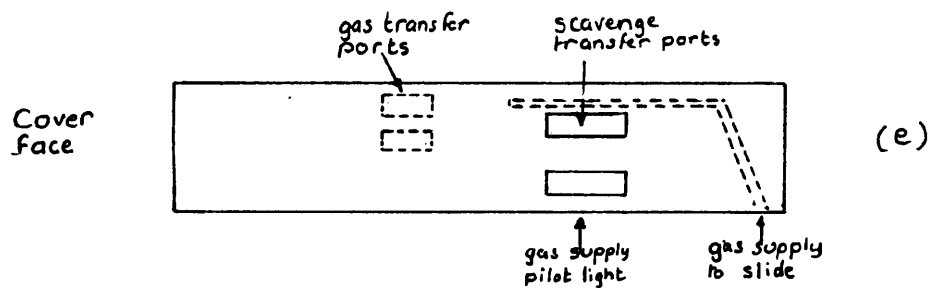 gas transfer
ports
scavenge
transfer ports
Cover
face
(e)
gas supply
pilot light
gas supply
to slide